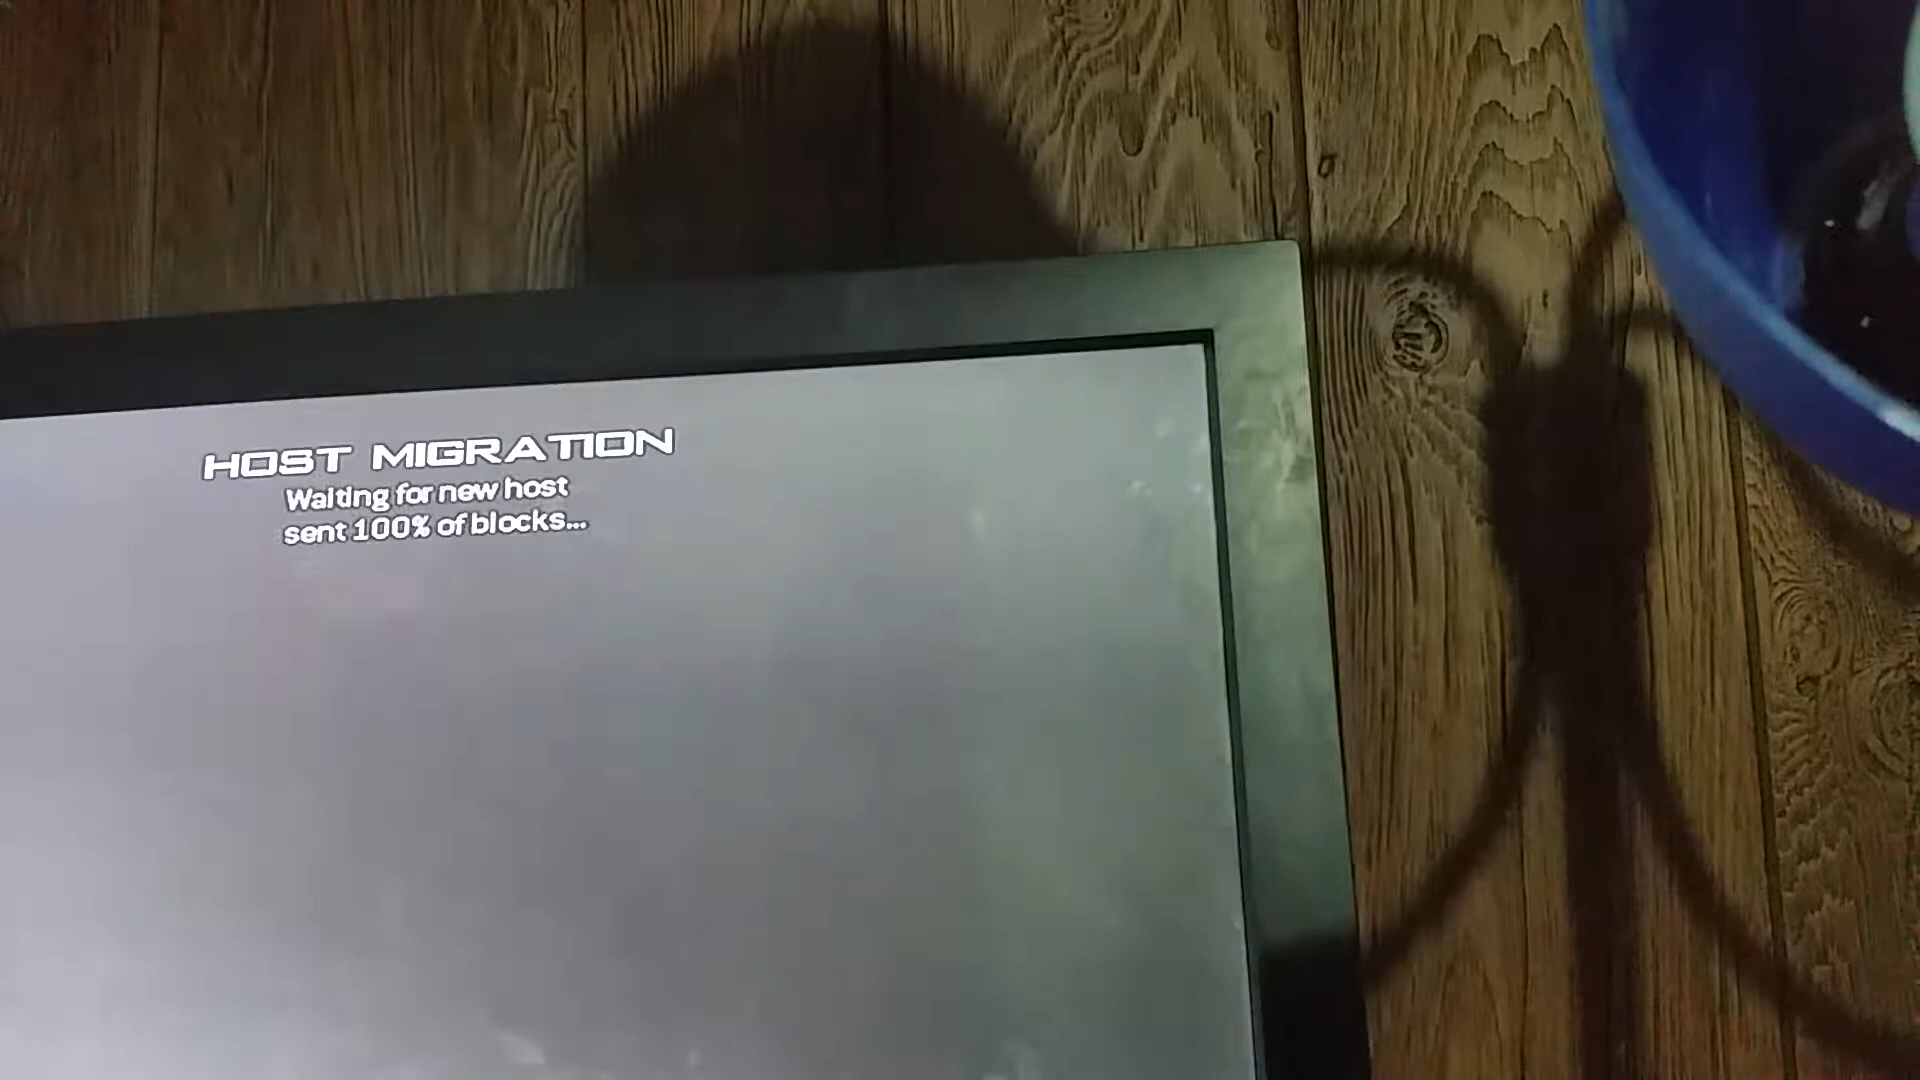 HOST MIGRATION
Waiting for new host
sent 100% of blocks...